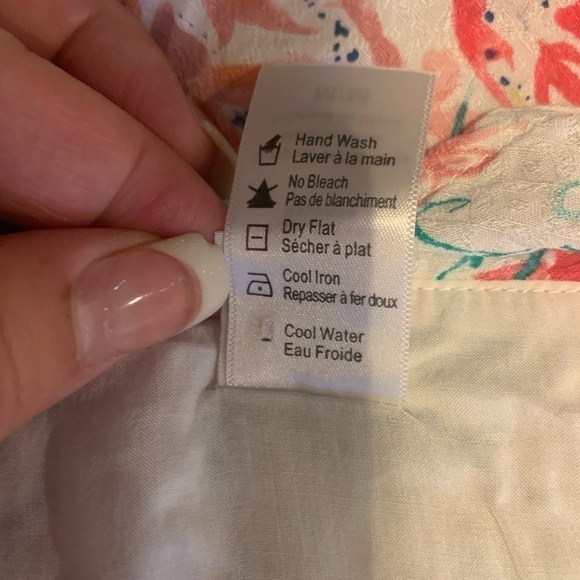 Hand Wash
Laver à la main
No Bleach
Pas de blanchiment
Dry Flat
Sécher à plat
Cool Iron
Repasser à fer doux
Cool Water
Eau Froide